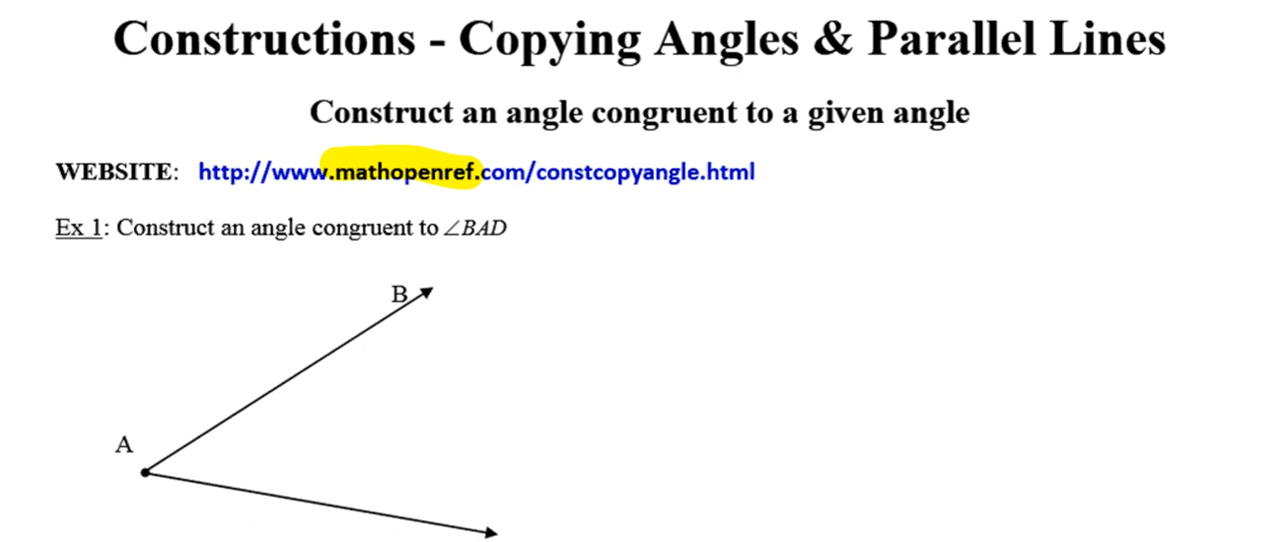 Constructions - Copying Angles & Parallel Lines
Construct an angle congruent to a given angle
WEBSITE: http://www.mathopenref.com/constcopyangle.html
Ex 1: Construct an angle congruent to ∠BAD
B
A